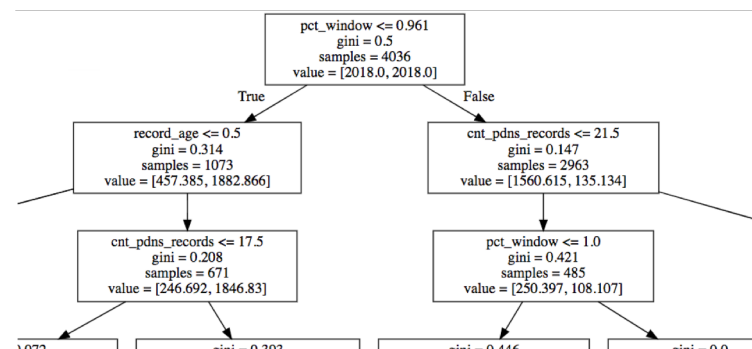 pct_window <= 0.961
gini = 0.5
samples = 4036
value = [2018.0, 2018.0]
True
False
record_age <= 0.5
gini = 0.314
samples = 1073
value = [457.385, 1882.866]
cnt_pdns_records <= 21.5
gini = 0.147
samples = 2963
value = [1560.615, 135.134]
cnt_pdns_records <= 17.5
gini = 0.208
samples = 671
value = [246.692, 1846.83]
pct_window <= 1.0
gini = 0.421
samples = 485
value = [250.397, 108.107]